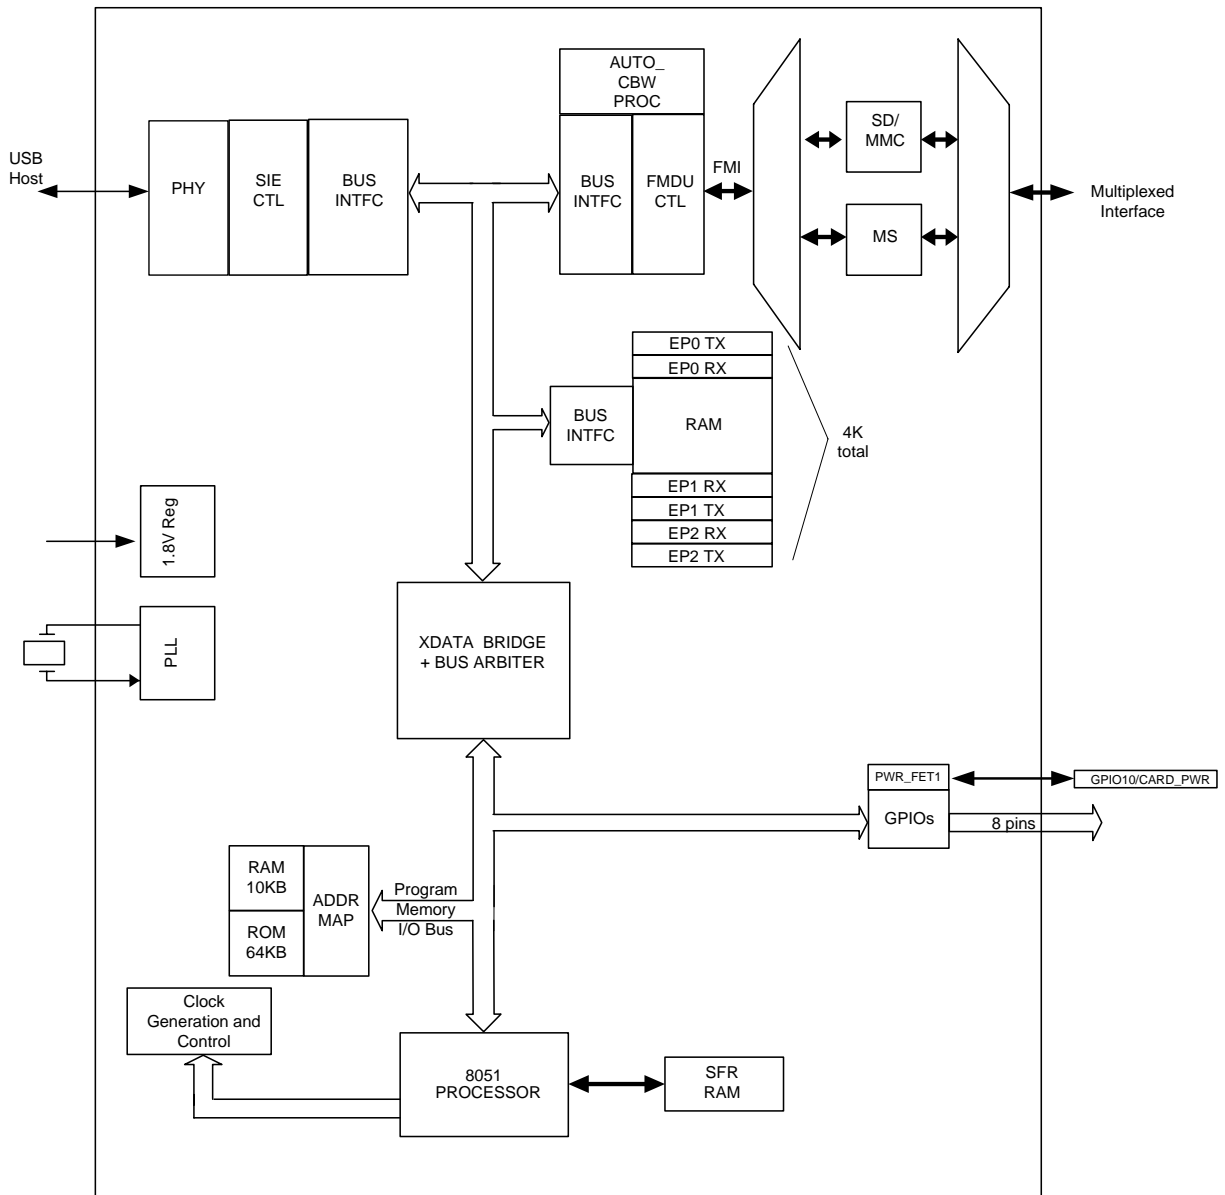 AUTO_
CBW
PROC
USB
Host
PHY
SIE
CTL
BUS
INTFC
BUS
INTFC
FMDU
CTL
FMI
SD/
MMC
MS
Multiplexed
Interface
EP0 TX
EP0 RX
BUS
INTFC
RAM
EP1 RX
EP1 TX
EP2 RX
EP2 TX
4K
total
1.8V Reg
PLL
XDATA BRIDGE
+ BUS ARBITER
PWR_FET1
GPIO10/CARD_PWR
GPIOs
8 pins
RAM
10KB
ROM
64KB
ADDR
MAP
Program
Memory
I/O Bus
Clock
Generation and
Control
8051
PROCESSOR
SFR
RAM